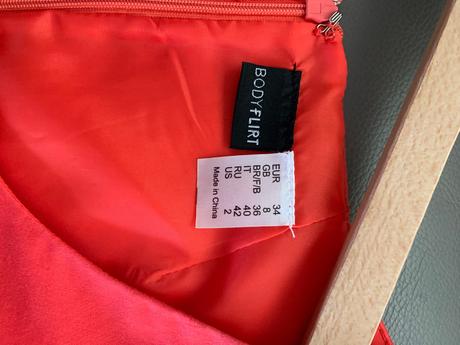 BODYFLIRT
EUR 34
GB 8
BR/F/B 36
IT 40
RU 42
US 2
Made in China